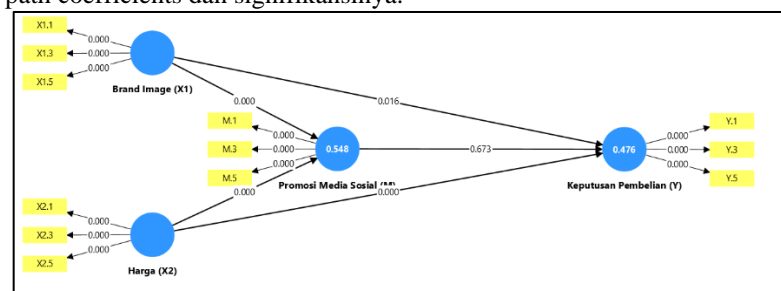 path coefficients dan signifikansinya.
X1.1
0.000
X1.3
0.000
0.000
X1.5
Brand Image (X1)
0.000
0.016
M.1
0.000
M.3
0.000
0.548
0.673
0.000
M.5
0.000
Promosi Media Sosial (M)
0.000
0.476
Y.1
0.000
0.000
Y.3
0.000
Y.5
Keputusan Pembelian (Y)
X2.1
0.000
X2.3
0.000
0.000
X2.5
Harga (X2)